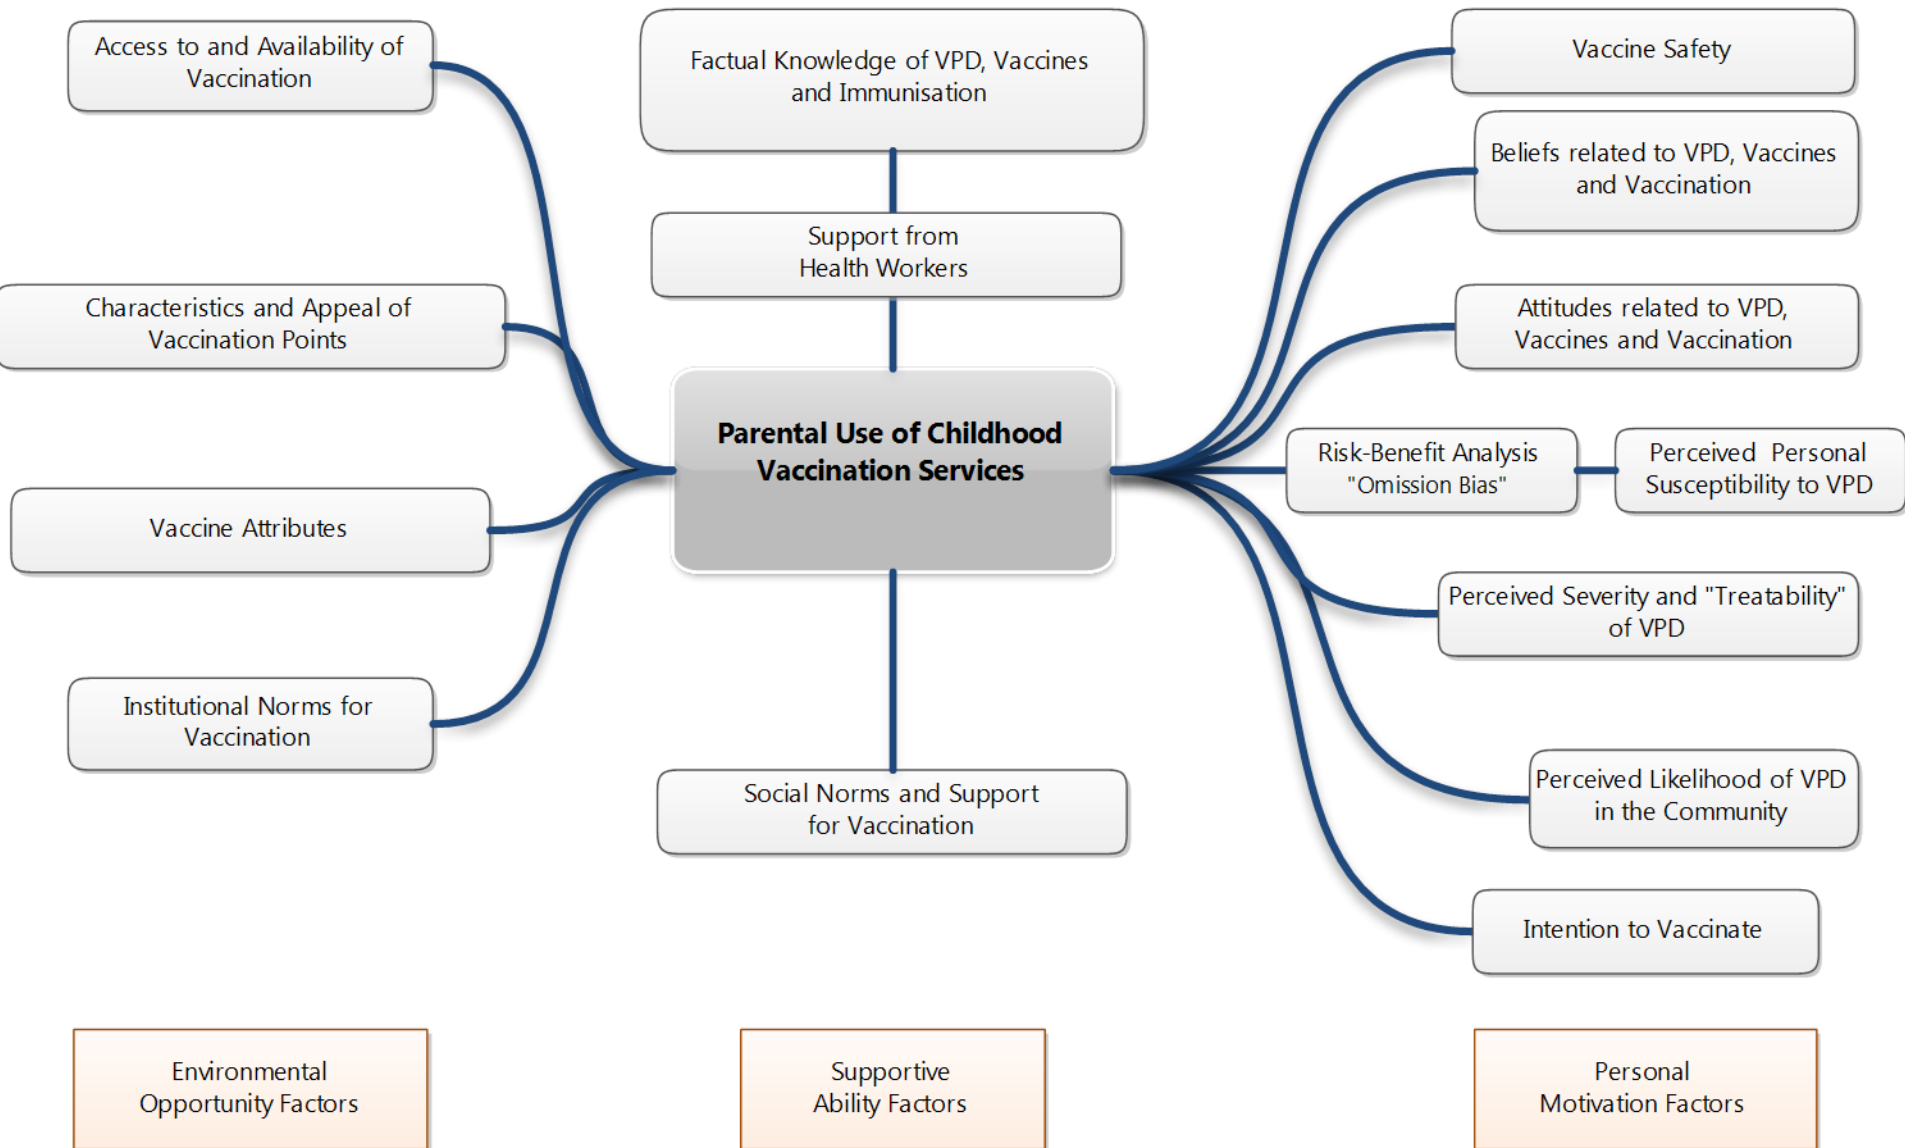 Access to and Availability of
Vaccination
Characteristics and Appeal of
Vaccination Points
Vaccine Attributes
Institutional Norms for
Vaccination
Factual Knowledge of VPD, Vaccines
and Immunisation
Support from
Health Workers
Parental Use of Childhood
Vaccination Services
Social Norms and Support
for Vaccination
Vaccine Safety
Beliefs related to VPD, Vaccines
and Vaccination
Attitudes related to VPD,
Vaccines and Vaccination
Risk-Benefit Analysis
"Omission Bias"
Perceived Personal
Susceptibility to VPD
Perceived Severity and "Treatability"
of VPD
Perceived Likelihood of VPD
in the Community
Intention to Vaccinate
Environmental
Opportunity Factors
Supportive
Ability Factors
Personal
Motivation Factors